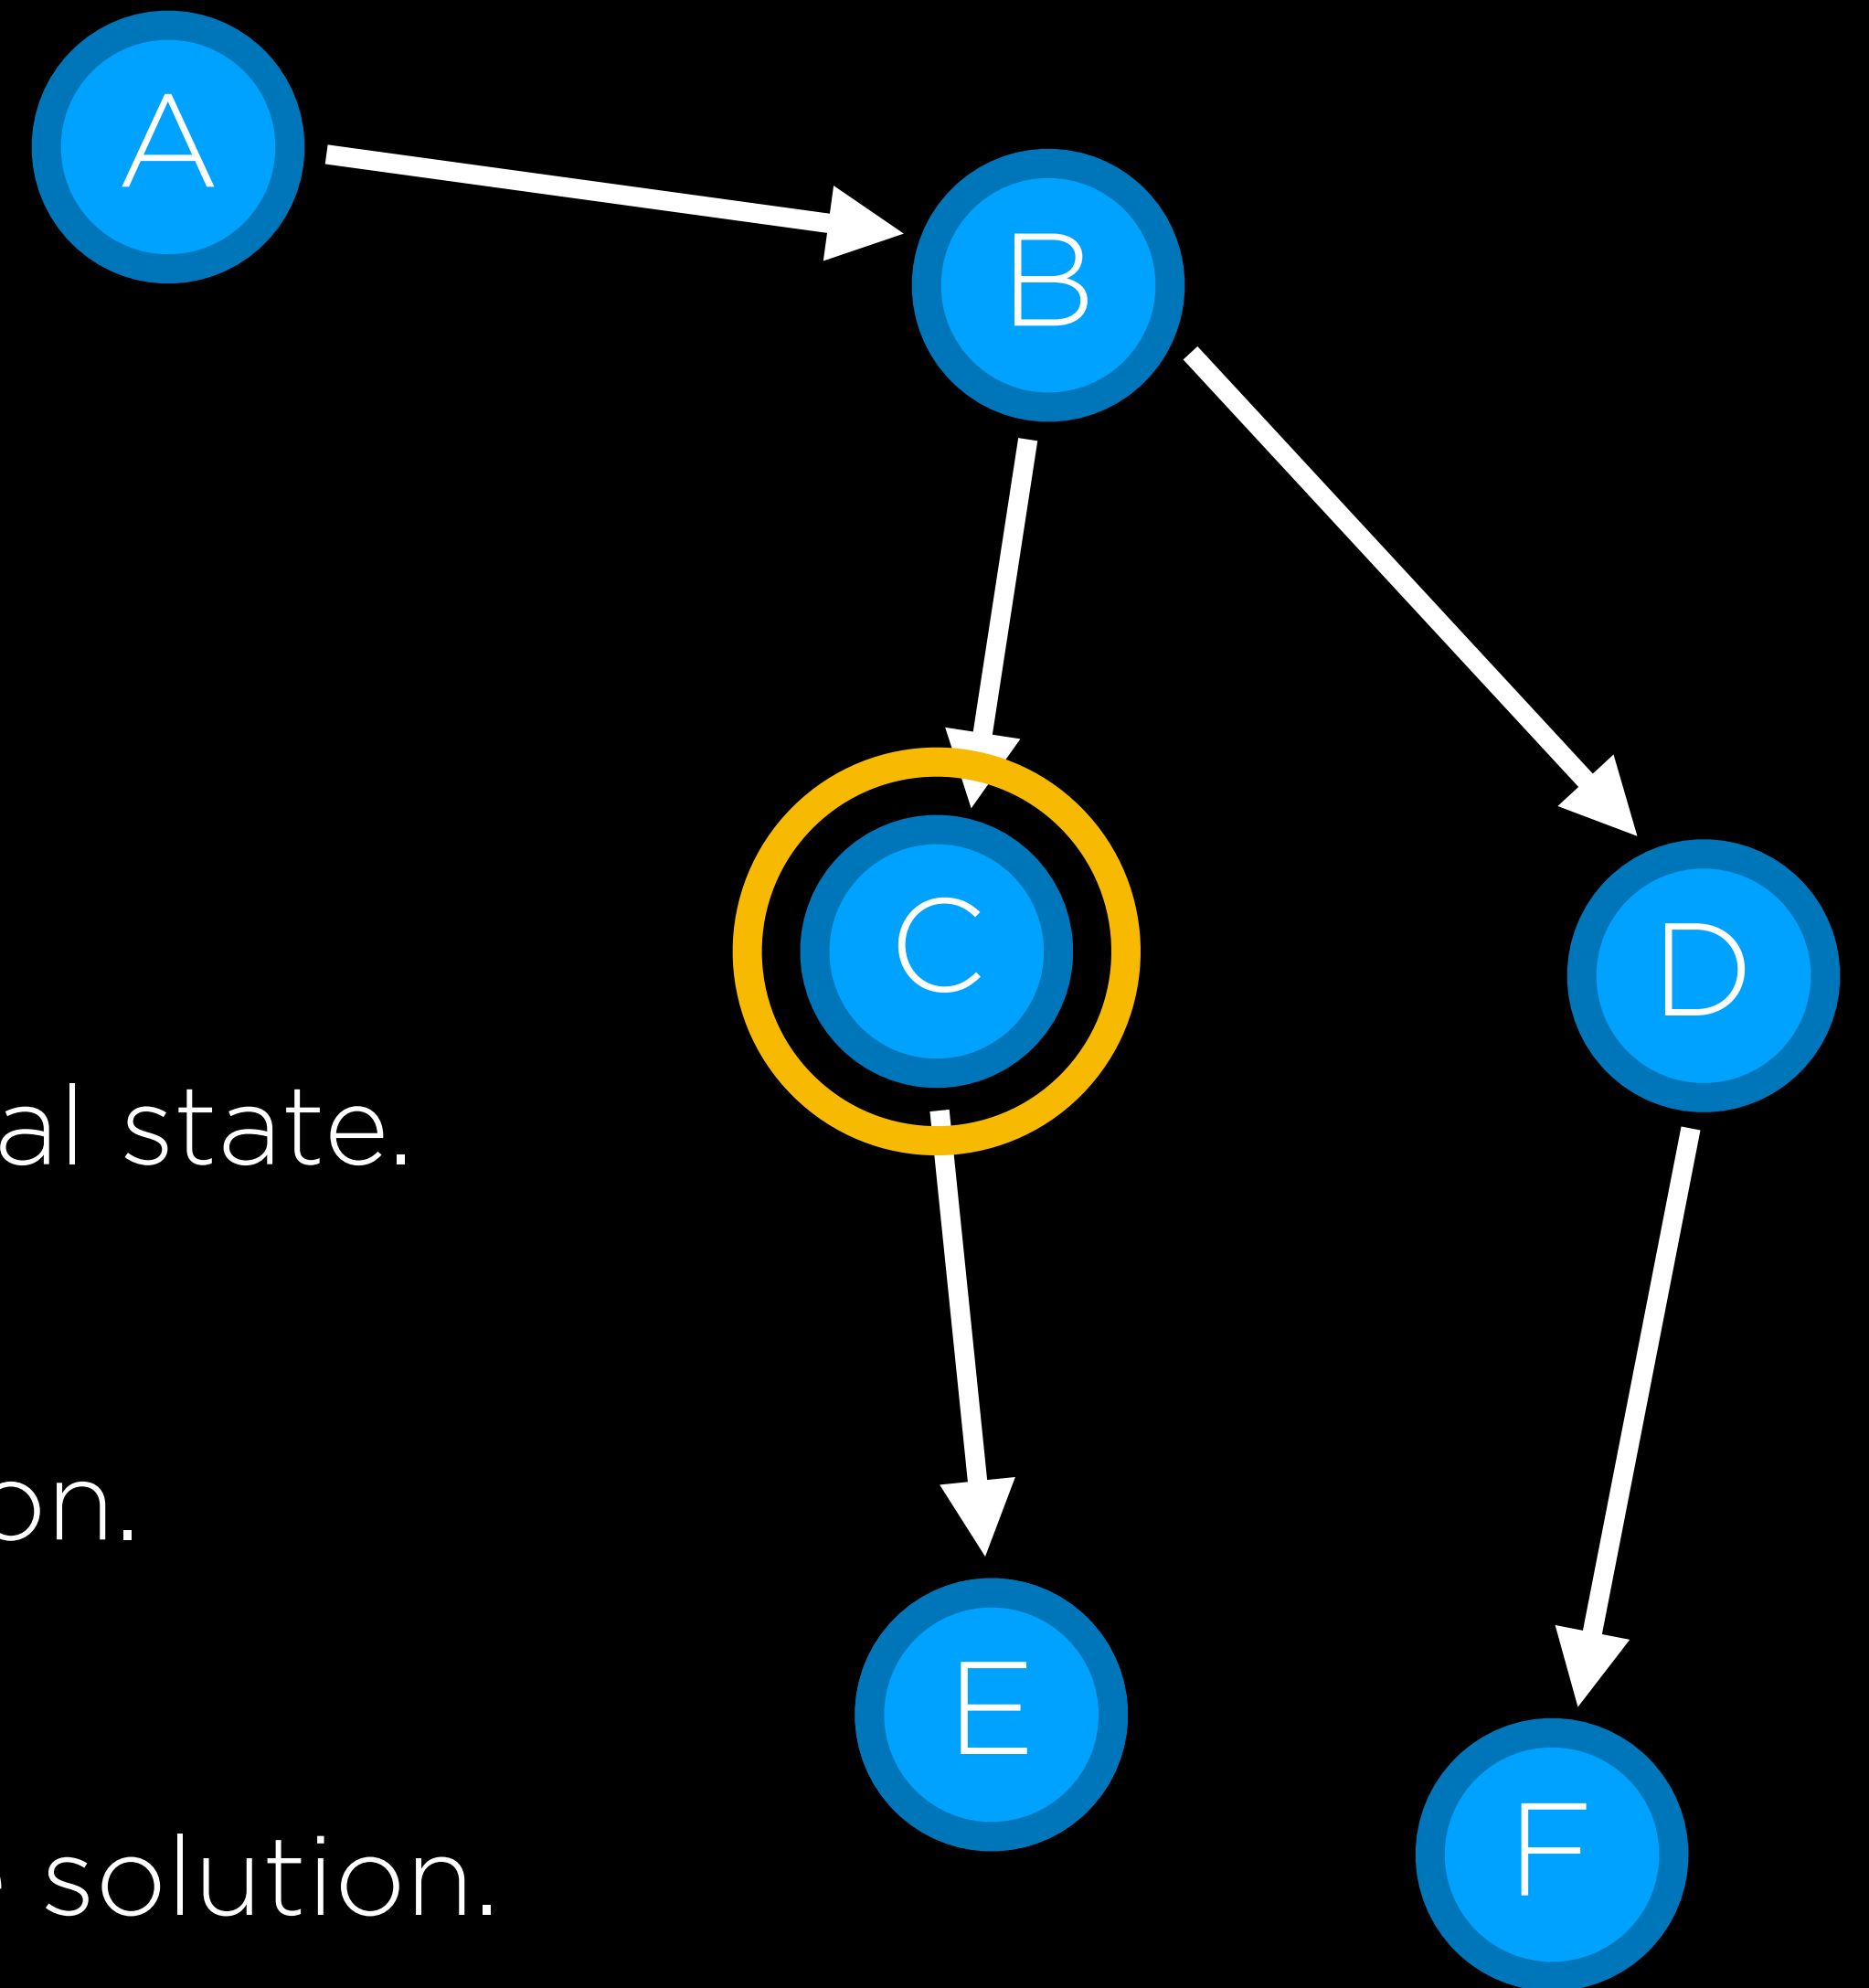 A
B
C
D
al state.
on.
E
F
solution.